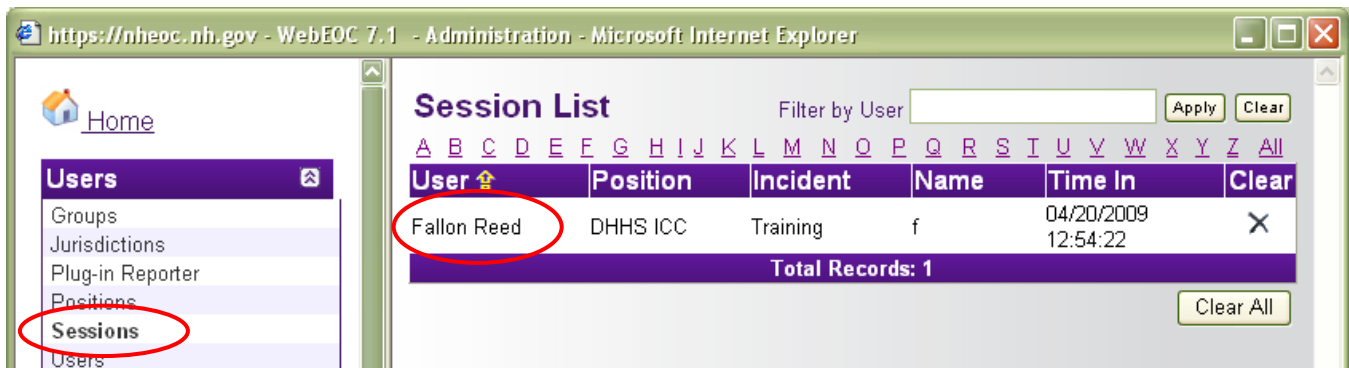 https://nheoc.nh.gov - WebEOC 7.1 - Administration - Microsoft Internet Explorer
Home
Users
Groups
Jurisdictions
Plug-in Reporter
Positions
Sessions
Users
Session List
Filter by User Apply Clear
A B C D E F G H I J K L M N O P Q R S T U V W X Y Z All
User Position Incident Name Time In Clear
Fallon Reed DHHS ICC Training f 04/20/2009 12:54:22
Total Records: 1
Clear All